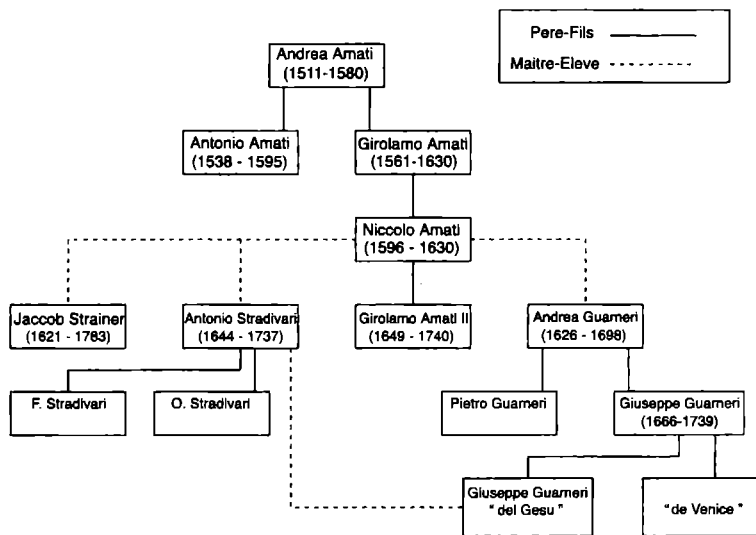 Pere-Fils
Maitre-Eleve
Andrea Amati
(1511-1580)
Antonio Amati
(1538 - 1595)
Girolamo Amati
(1561-1630)
Niccolo Amati
(1596 - 1630)
Jaccob Strainer
(1621 - 1783)
Antonio Stradivari
(1644 - 1737)
Girolamo Amati II
(1649 - 1740)
Andrea Guarneri
(1626 - 1698)
F. Stradivari
O. Stradivari
Pietro Guarneri
Giuseppe Guarneri
(1666-1739)
Giuseppe Guarneri
" del Gesu "
"de Venice "